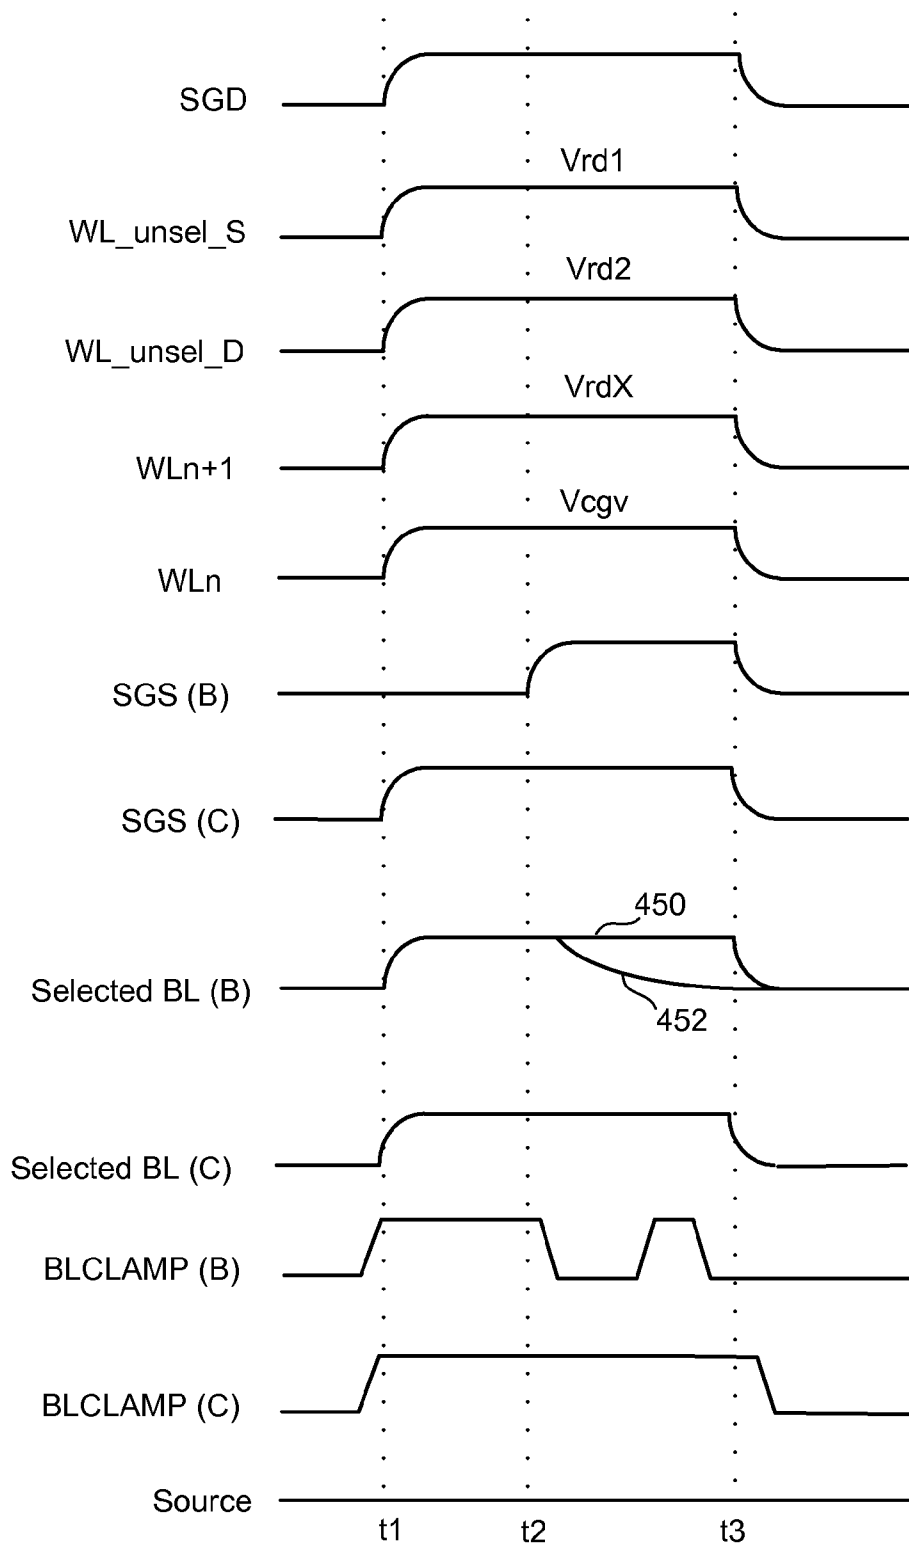 SGD
Vrd1
WL_unsel_S
Vrd2
WL_unsel_D
VrdX
WLn+1
Vcgv
WLn
SGS (B)
SGS (C)
450
Selected BL (B)
452
Selected BL (C)
BLCLAMP (B)
BLCLAMP (C)
Source
t1 t2 t3